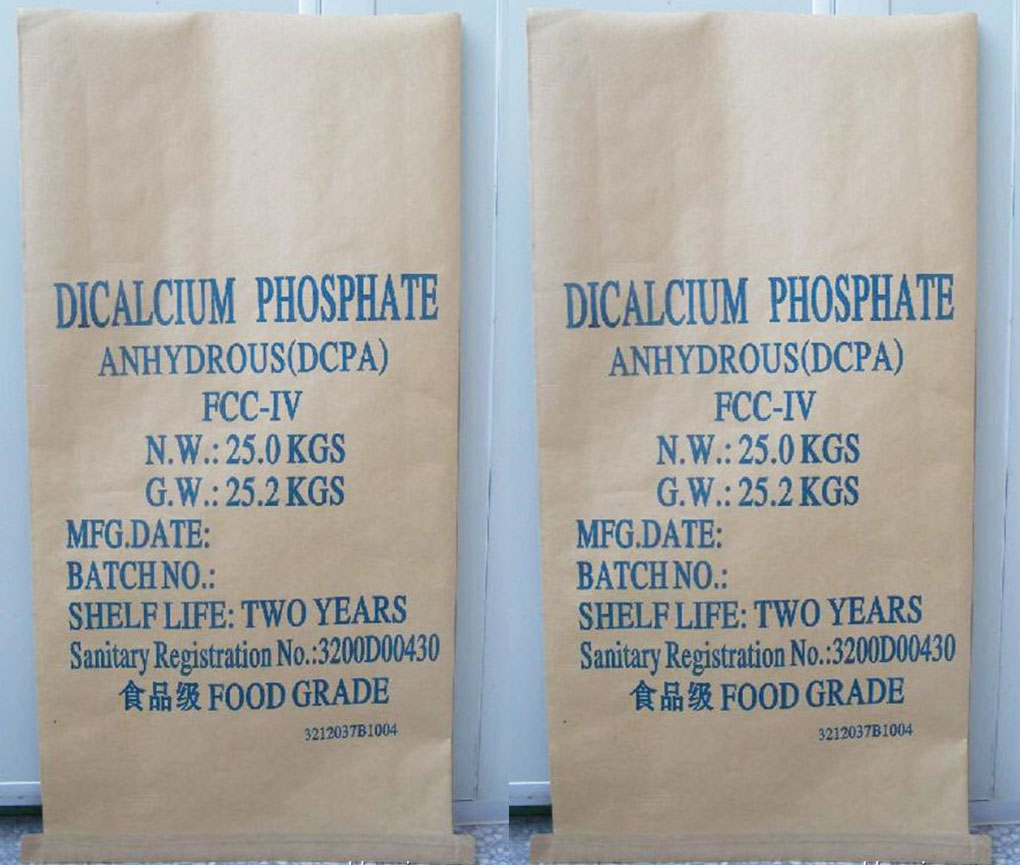 DICALCIUM PHOSPHATE
ANHYDROUS(DCPA)
FCC-IV
N.W.: 25.0 KGS
G.W.: 25.2 KGS
MFG.DATE:
BATCH NO.:
SHELF LIFE: TWO YEARS
Sanitary Registration No.:3200D00430
食品级 FOOD GRADE
3212037B1004
DICALCIUM PHOSPHATE
ANHYDROUS(DCPA)
FCC-IV
N.W.: 25.0 KGS
G.W.: 25.2 KGS
MFG.DATE:
BATCH NO.:
SHELF LIFE: TWO YEARS
Sanitary Registration No.:3200D00430
食品级 FOOD GRADE
3212037B1004